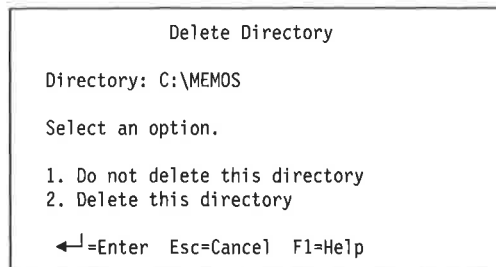 Delete Directory
Directory: C:\MEMOS
Select an option.
1. Do not delete this directory
2. Delete this directory
=Enter Esc=Cancel F1=Help